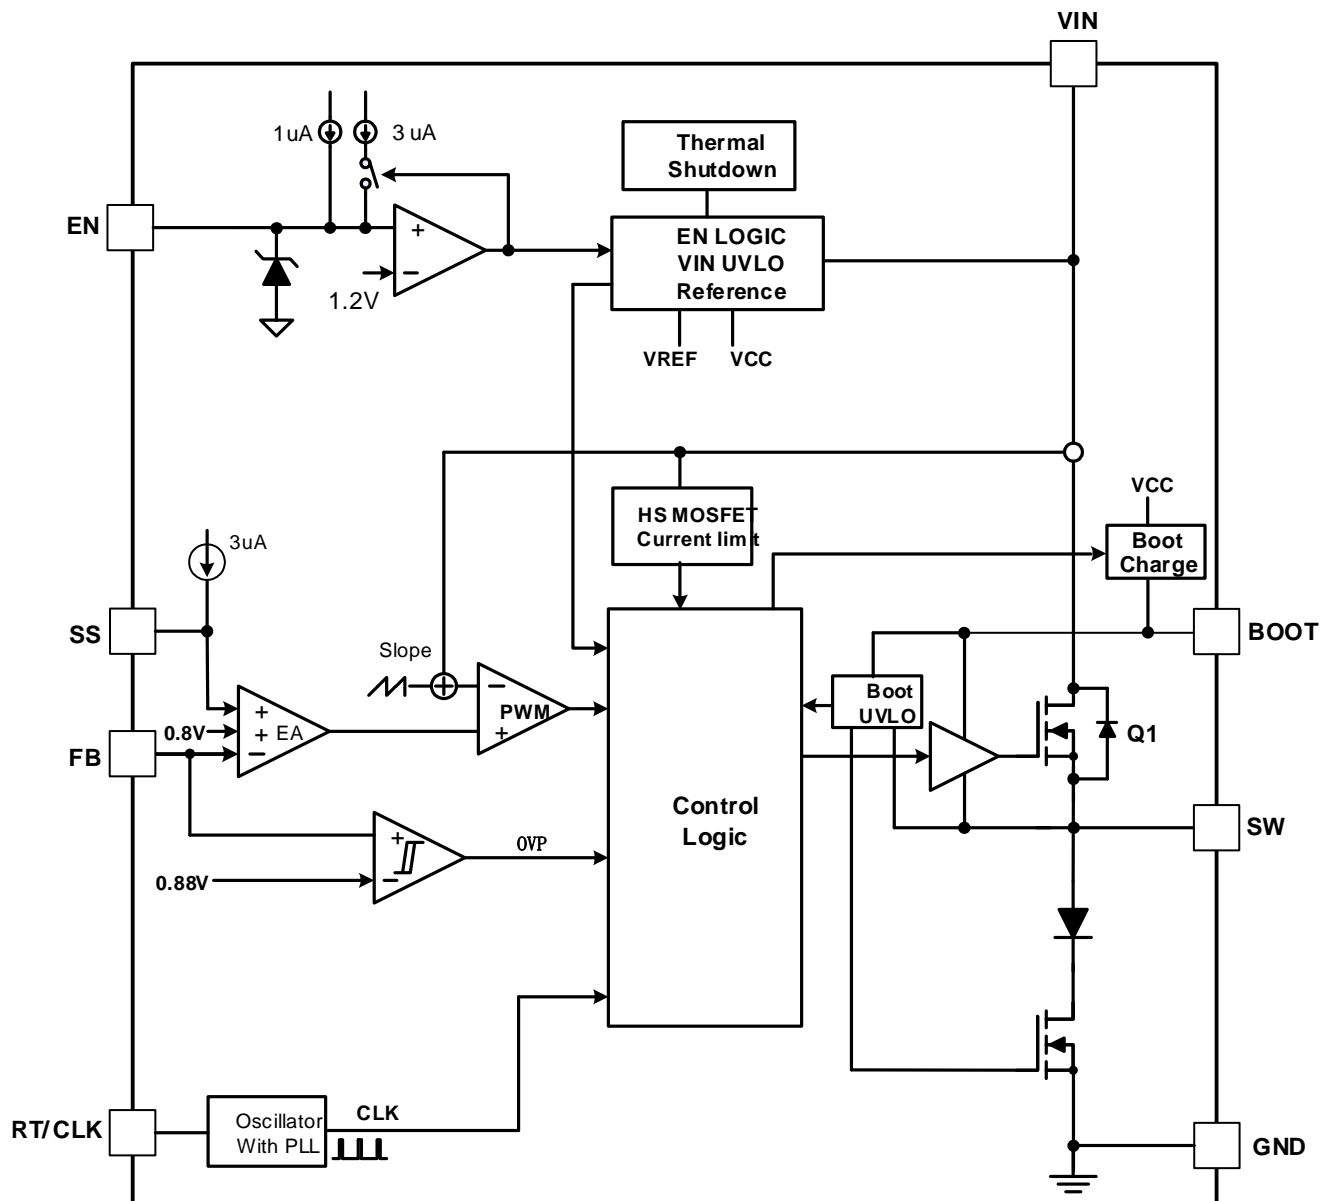 VIN
1uA
3 uA
Thermal
Shutdown
EN
+
−
1.2V
EN LOGIC
VIN UVLO
Reference
VREF
VCC
HS MOSFET
Current limit
VCC
Boot
Charge
3uA
SS
BOOT
Slope
−
PWM
+
Boot
UVLO
+
0.8V
+ EA
−
FB
Q1
Control
Logic
SW
+
−
OVP
0.88V
RT/CLK
Oscillator
With PLL
CLK
GND